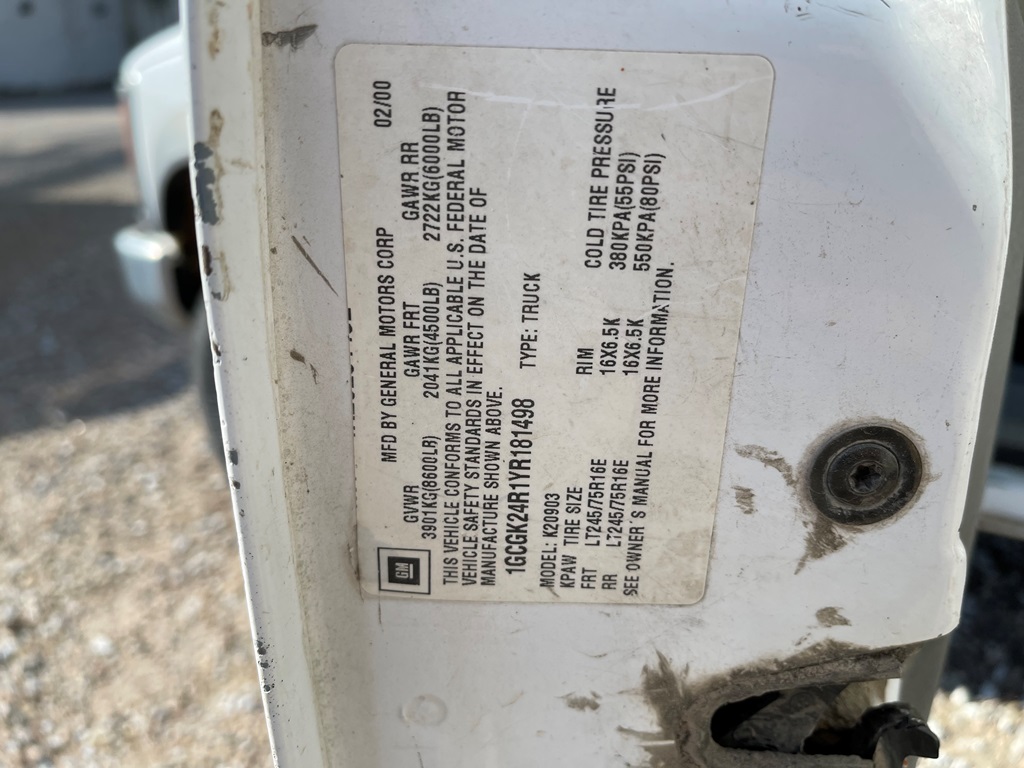 MFD BY GENERAL MOTORS CORP 02/00
GVWR GAWR FRT GAWR RR
3901KG(8600LB) 2041KG(4500LB) 2722KG(6000LB)
GM
THIS VEHICLE CONFORMS TO ALL APPLICABLE U.S. FEDERAL MOTOR
VEHICLE SAFETY STANDARDS IN EFFECT ON THE DATE OF
MANUFACTURE SHOWN ABOVE.
1GCGK24R1YR181498 TYPE: TRUCK
MODEL: K20903
KPAW TIRE SIZE RIM COLD TIRE PRESSURE
FRT LT245/75R16E 16X6.5K 380KPA(55PSI)
RR LT245/75R16E 16X6.5K 550KPA(80PSI)
SEE OWNER'S MANUAL FOR MORE INFORMATION.